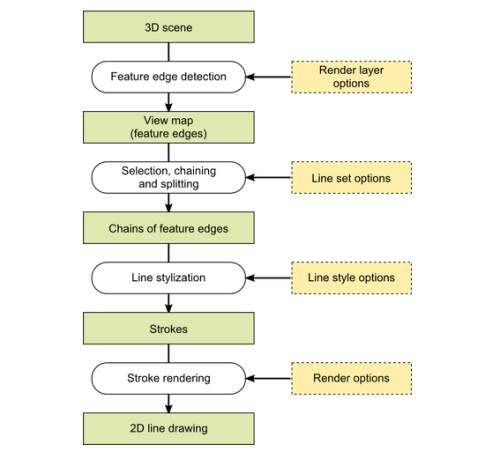 3D scene
Feature edge detection
Render layer
options
View map
(feature edges)
Selection, chaining
and splitting
Line set options
Chains of feature edges
Line stylization
Line style options
Strokes
Stroke rendering
Render options
2D line drawing